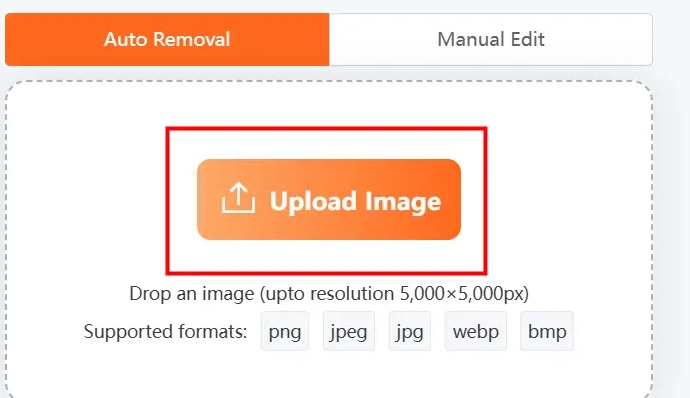 Auto Removal Manual Edit
Upload Image
Drop an image (upto resolution 5,000×5,000px)
Supported formats: png jpeg jpg webp bmp